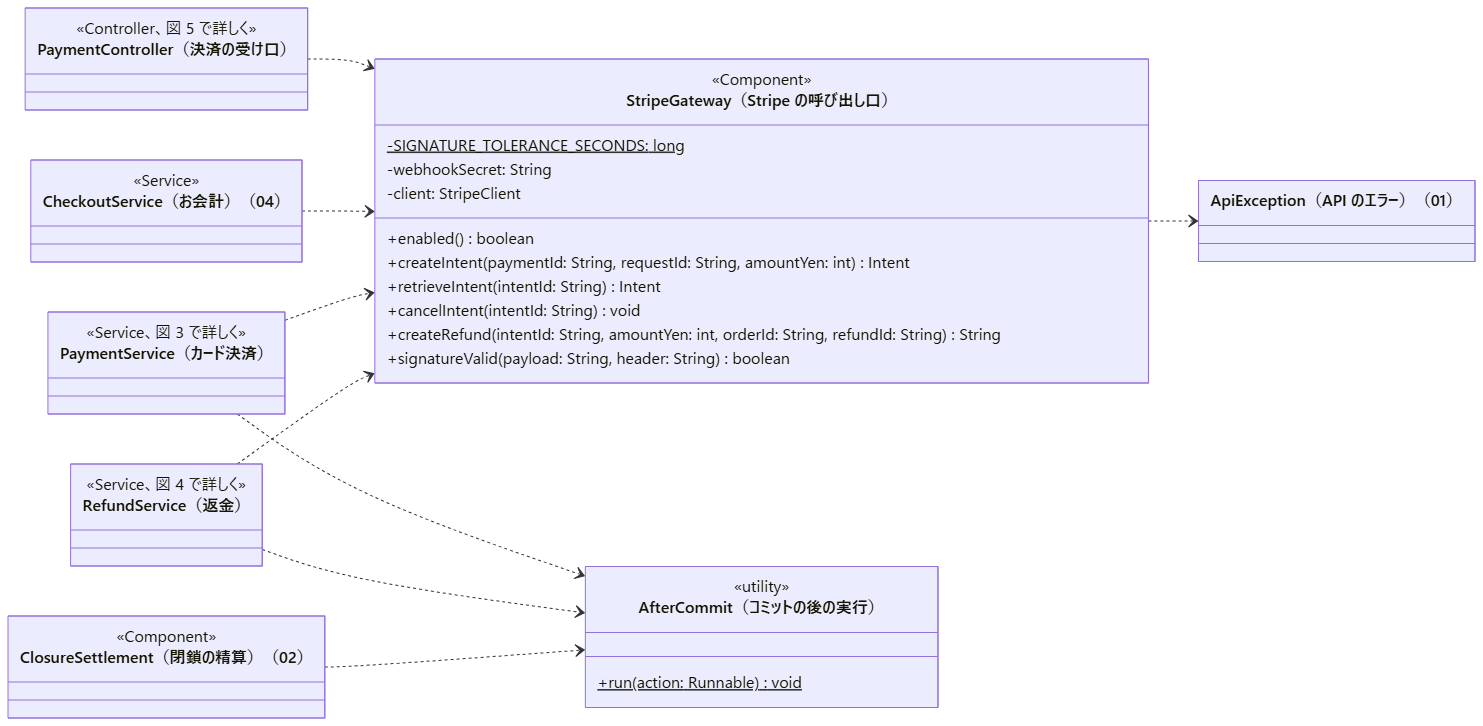 «Controller、図 5 で詳しく»
PaymentController（決済の受け口）
«Component»
StripeGateway（Stripe の呼び出し口）
-SIGNATURE_TOLERANCE_SECONDS: long
-webhookSecret: String
-client: StripeClient
+enabled() : boolean
+createIntent(paymentId: String, requestId: String, amountYen: int) : Intent
+retrieveIntent(intentId: String) : Intent
+cancelIntent(intentId: String) : void
+createRefund(intentId: String, amountYen: int, orderId: String, refundId: String) : String
+signatureValid(payload: String, header: String) : boolean
«Service»
CheckoutService（お会計）（04）
ApiException（API のエラー）（01）
«Service、図 3 で詳しく»
PaymentService（カード決済）
«Service、図 4 で詳しく»
RefundService（返金）
«utility»
AfterCommit（コミットの後の実行）
+run(action: Runnable) : void
«Component»
ClosureSettlement（閉鎖の精算）（02）